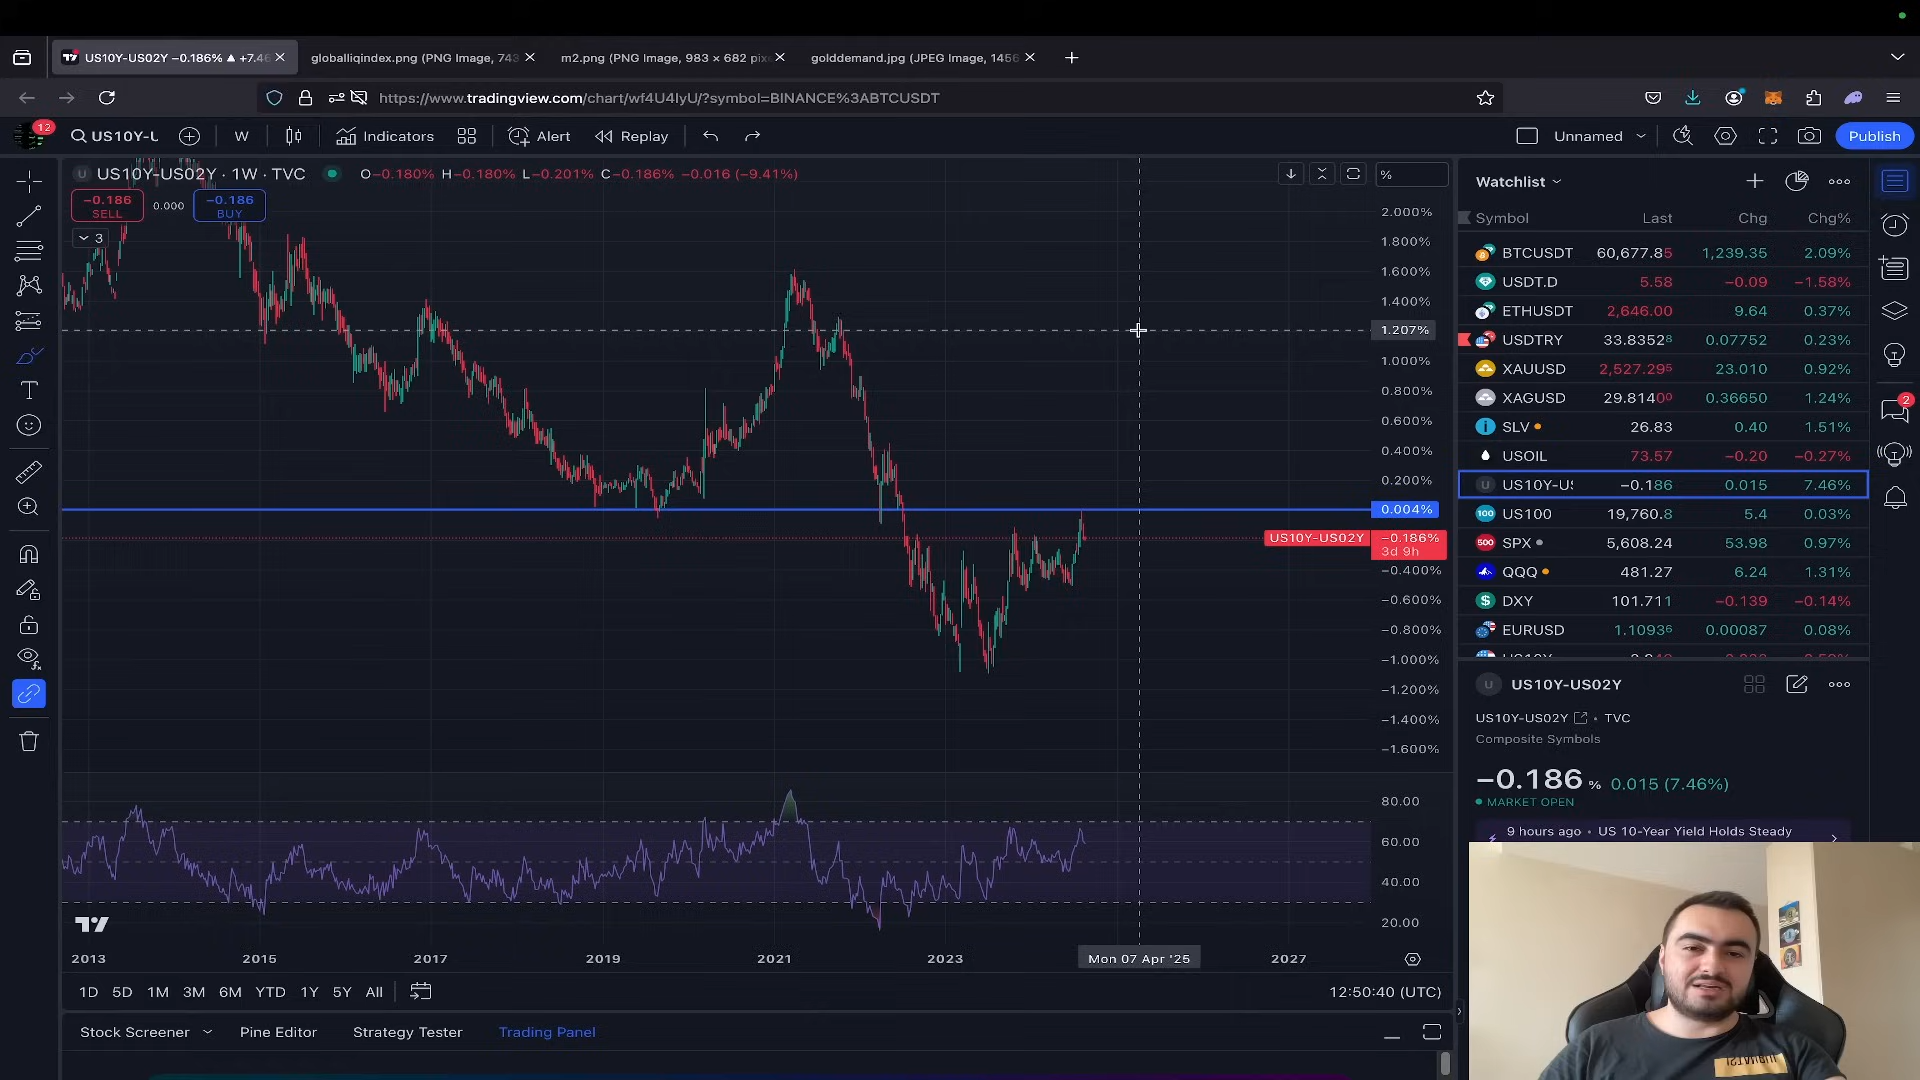 US10Y-US02Y −0.186% ▲ +7.46
globalliqindex.png (PNG Image, 743
m2.png (PNG Image, 983 × 682 pixe
golddemand.jpg (JPEG Image, 1456
https://www.tradingview.com/chart/wf4U4lyU/?symbol=BINANCE%3ABTCUSDT
12
US10Y-U
W
Indicators
Alert
Replay
Unnamed
Publish
US10Y-US02Y · 1W · TVC
O−0.180% H−0.180% L−0.201% C−0.186% −0.016 (−9.41%)
%
−0.186
SELL
0.000
−0.186
BUY
3
2.000%
1.800%
1.600%
1.400%
1.207%
1.000%
0.800%
0.600%
0.400%
0.200%
0.004%
US10Y-US02Y −0.186%
3d 9h
−0.400%
−0.600%
−0.800%
−1.000%
−1.200%
−1.400%
−1.600%
80.00
60.00
40.00
20.00
2013 2015 2017 2019 2021 2023 Mon 07 Apr '25 2027
1D 5D 1M 3M 6M YTD 1Y 5Y All
12:50:40 (UTC)
Stock Screener Pine Editor Strategy Tester Trading Panel
Watchlist
Symbol Last Chg Chg%
BTCUSDT 60,677.85 1,239.35 2.09%
USDT.D 5.58 −0.09 −1.58%
ETHUSDT 2,646.00 9.64 0.37%
USDTRY 33.83528 0.07752 0.23%
XAUUSD 2,527.295 23.010 0.92%
XAGUSD 29.8140 0.36650 1.24%
SLV 26.83 0.40 1.51%
USOIL 73.57 −0.20 −0.27%
US10Y-US −0.186 0.015 7.46%
US100 19,760.8 5.4 0.03%
SPX 5,608.24 53.98 0.97%
QQQ 481.27 6.24 1.31%
DXY 101.711 −0.139 −0.14%
EURUSD 1.10936 0.00087 0.08%
2
US10Y-US02Y
US10Y-US02Y · TVC
Composite Symbols
−0.186 % 0.015 (7.46%)
MARKET OPEN
9 hours ago · US 10-Year Yield Holds Steady